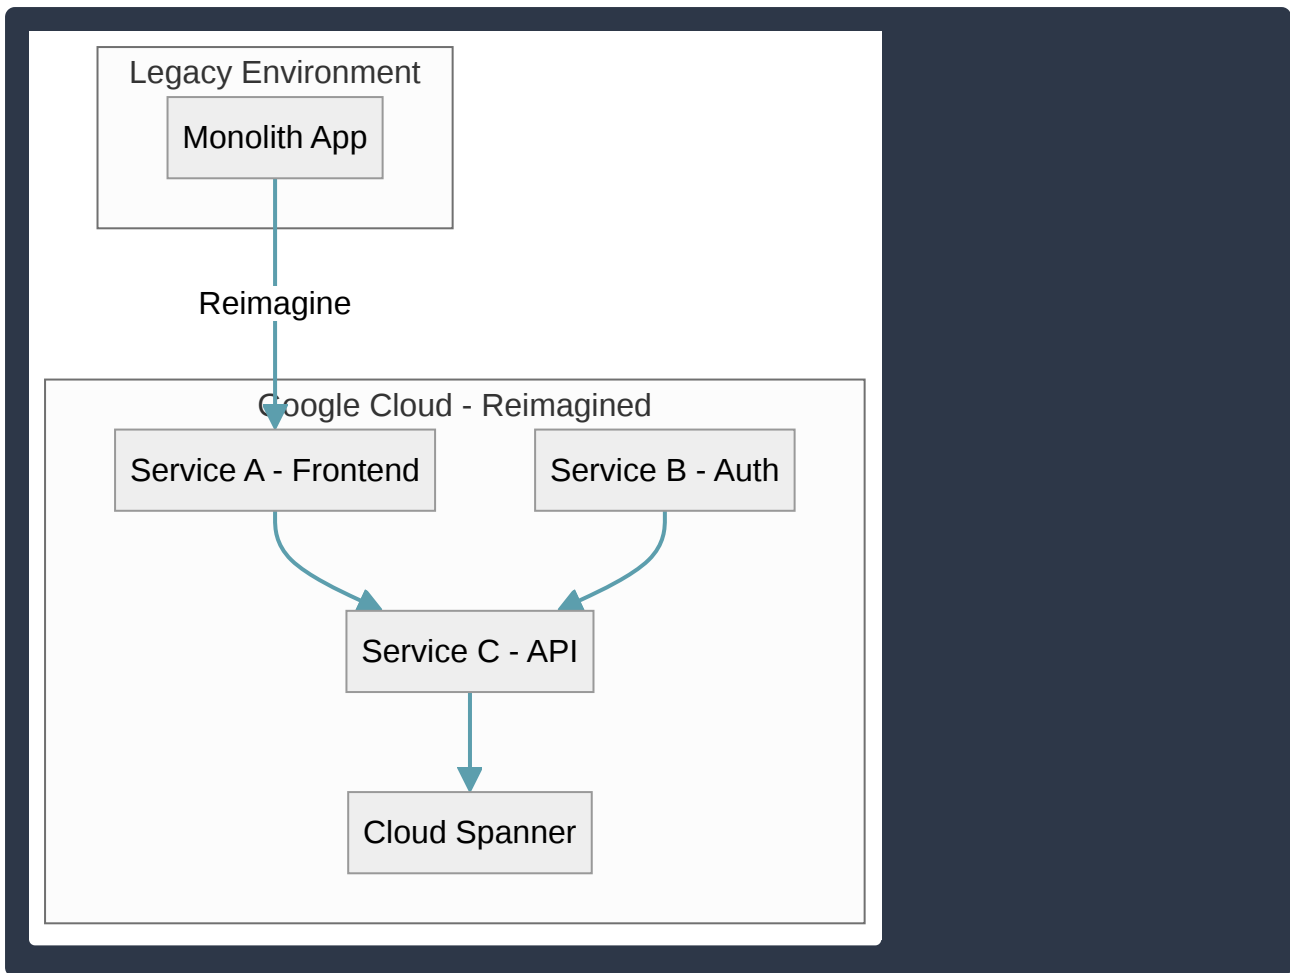 Legacy Environment
Monolith App
Reimagine
Google Cloud - Reimagined
Service A - Frontend
Service B - Auth
Service C - API
Cloud Spanner